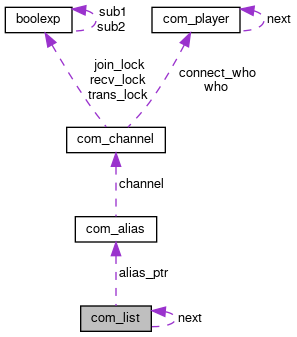 boolexp
sub1
sub2
com_player
next
join_lock
recv_lock
trans_lock
connect_who
who
com_channel
channel
com_alias
alias_ptr
com_list
next